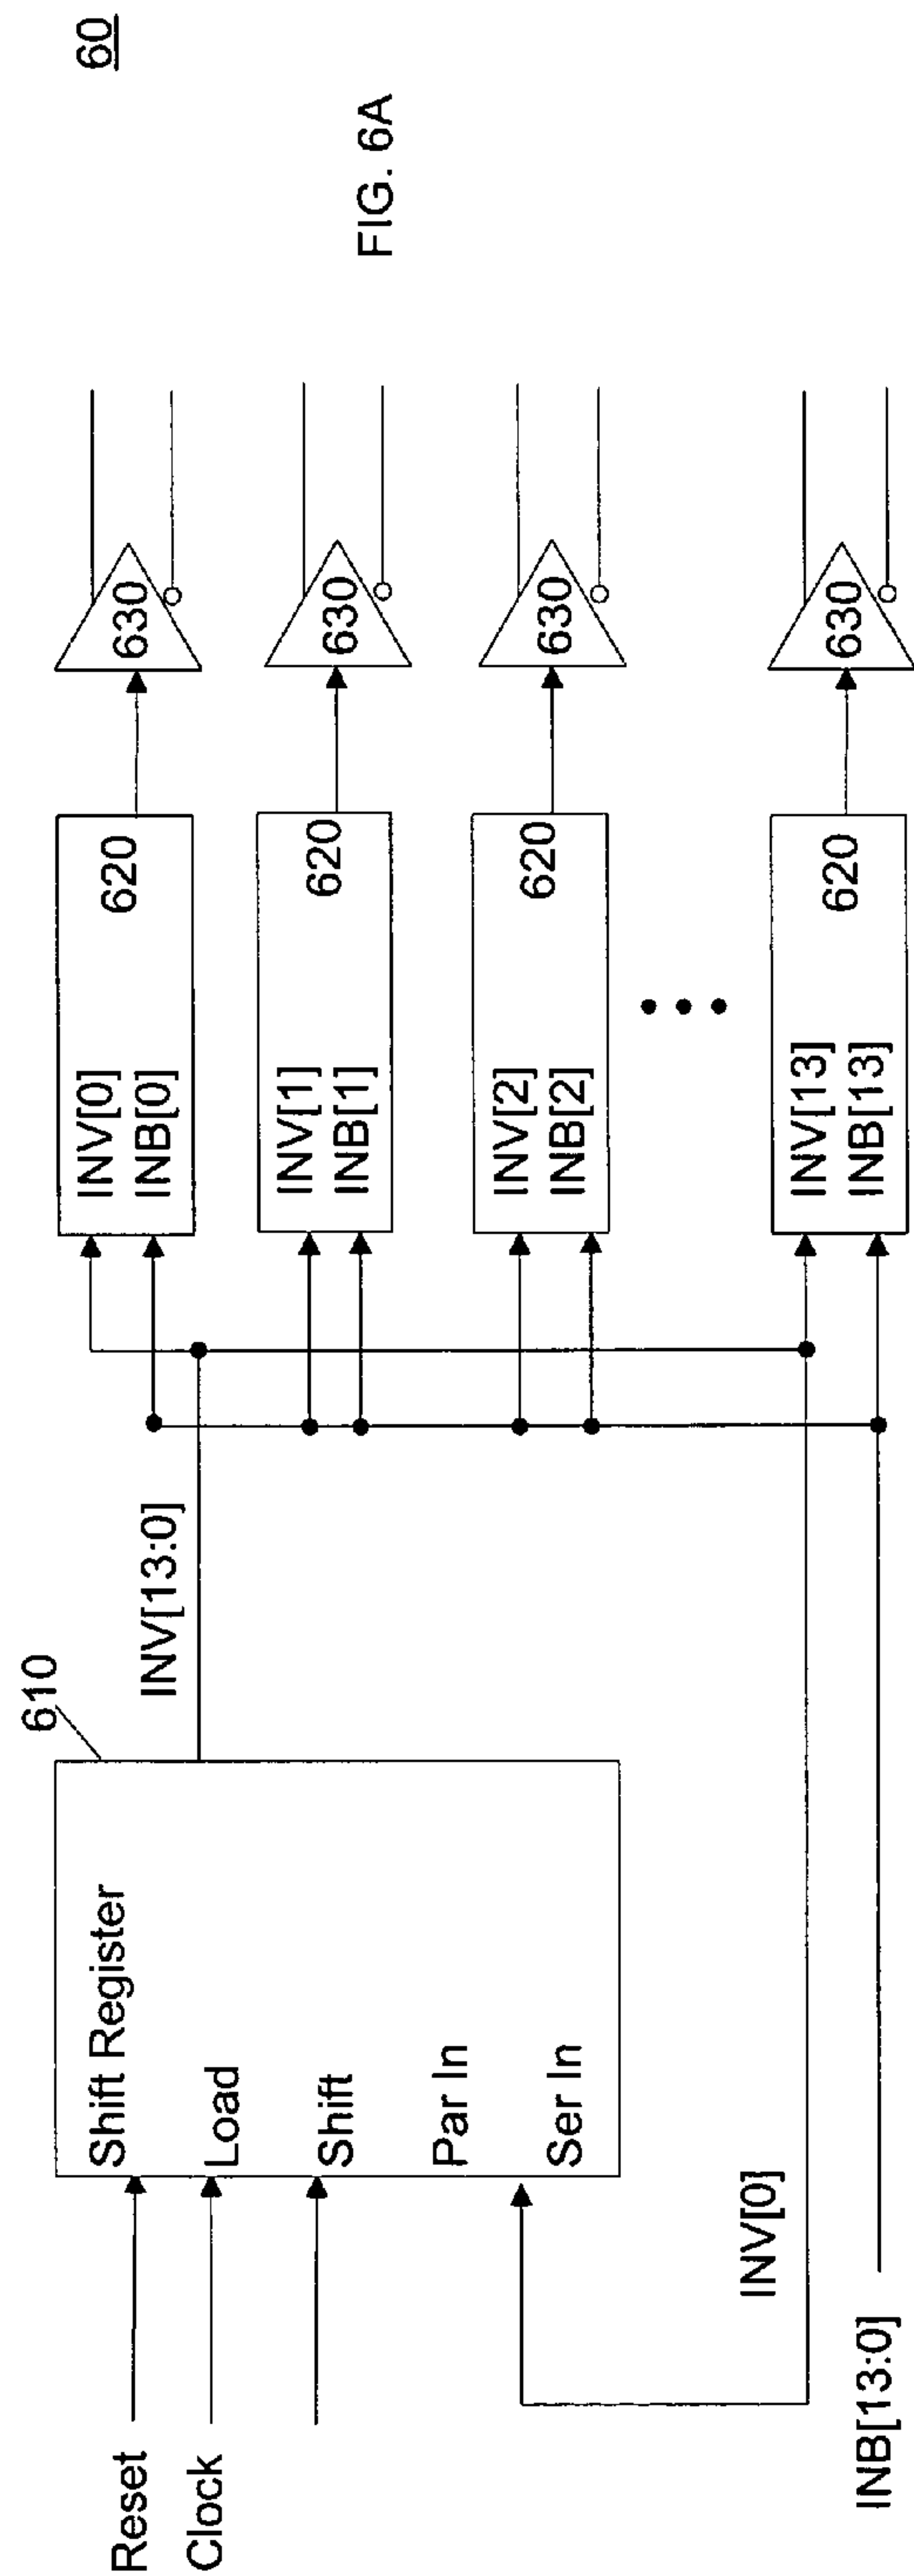 60
FIG. 6A
610
Shift Register
Load
Shift
Par In
Ser In
Reset
Clock
INV[13:0]
INV[0]
INB[13:0]
INV[0]
INB[0]
620
630
INV[1]
INB[1]
620
630
INV[2]
INB[2]
620
630
INV[13]
INB[13]
620
630